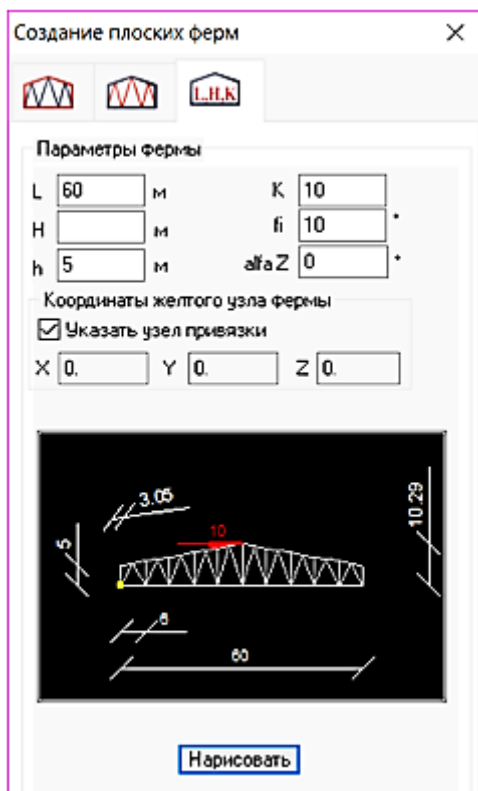 Создание плоских ферм
L,H,K
Параметры фермы
L 60 м K 10
H м fi 10 °
h 5 м alfa Z 0 °
Координаты желтого узла фермы
Указать узел привязки
X 0. Y 0. Z 0.
3.05
10
10.29
5
6
60
Нарисовать